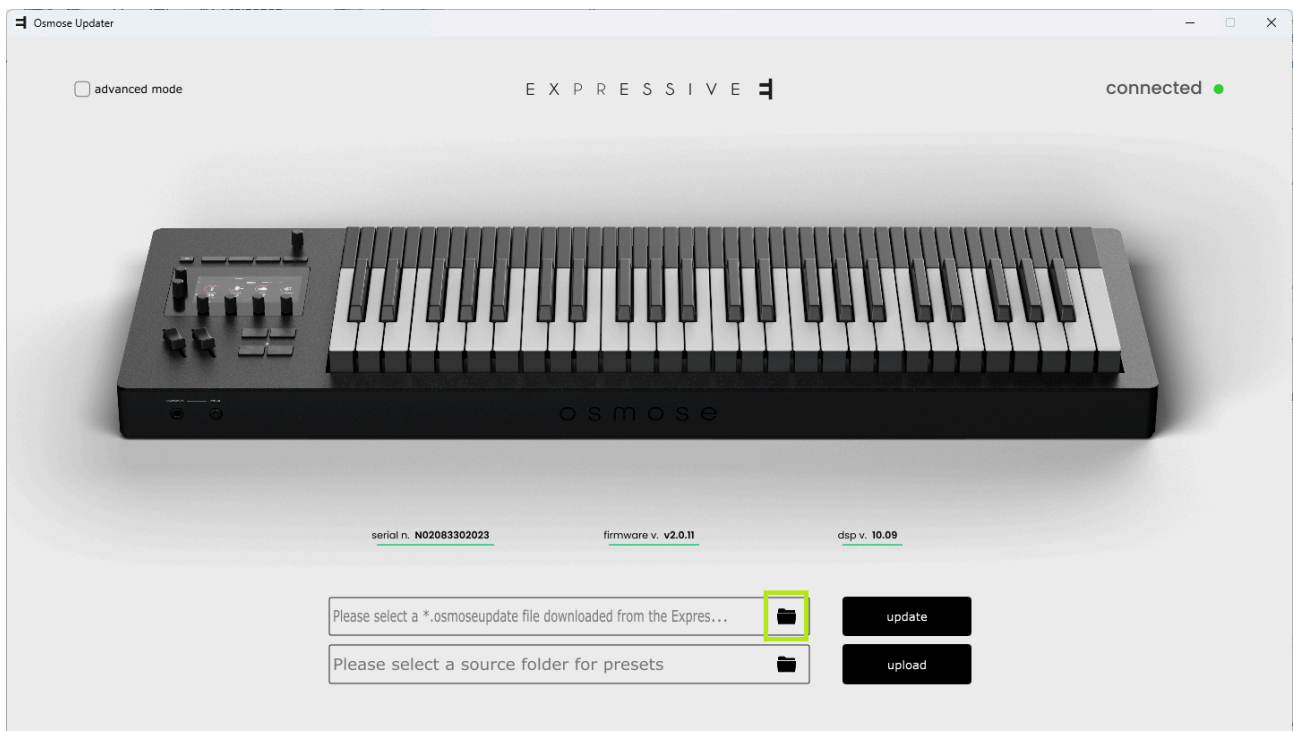 Osmose Updater
advanced mode
EXPRESSIVE
connected
osmose
serial n. N02083302023
firmware v. v2.0.11
dsp v. 10.09
Please select a *.osmoseupdate file downloaded from the Expres...
update
Please select a source folder for presets
upload